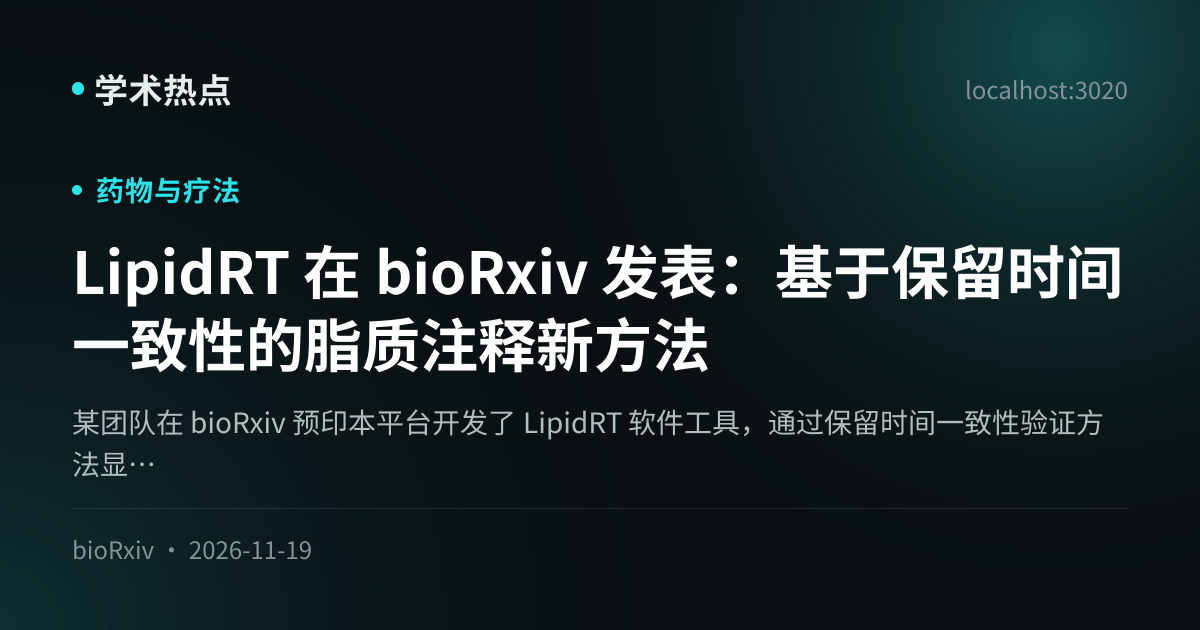 学术热点
localhost:3020
药物与疗法
LipidRT 在 bioRxiv 发表：基于保留时间
一致性的脂质注释新方法
某团队在 bioRxiv 预印本平台开发了 LipidRT 软件工具，通过保留时间一致性验证方
法显…
bioRxiv · 2026-11-19